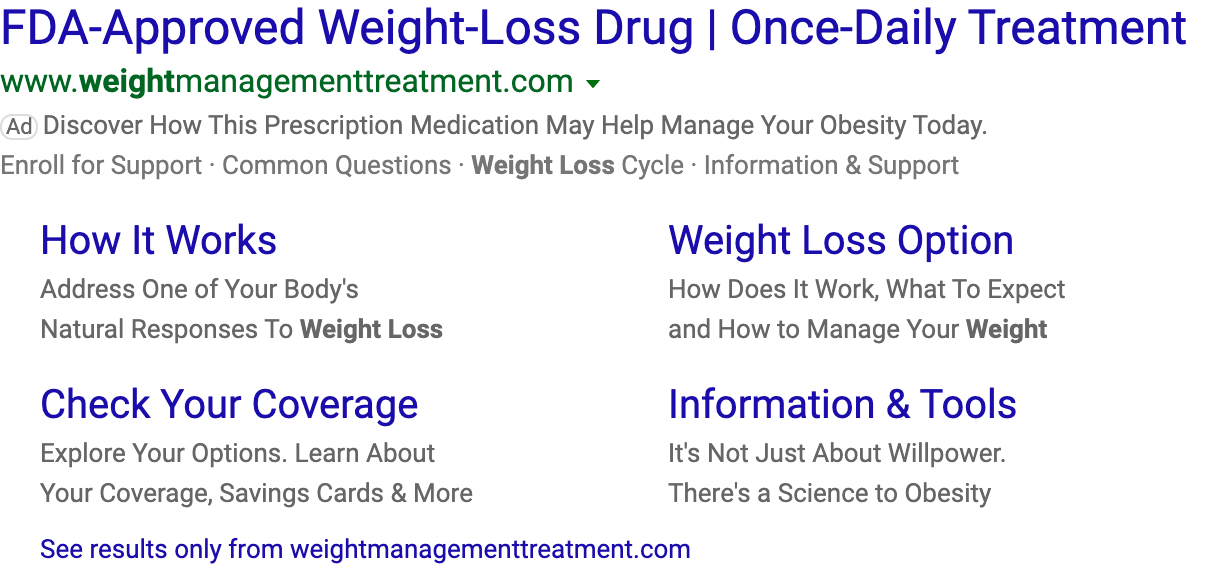 FDA-Approved Weight-Loss Drug | Once-Daily Treatment
www.weightmanagementtreatment.com
Ad Discover How This Prescription Medication May Help Manage Your Obesity Today.
Enroll for Support · Common Questions · Weight Loss Cycle · Information & Support
How It Works
Address One of Your Body's
Natural Responses To Weight Loss
Weight Loss Option
How Does It Work, What To Expect
and How to Manage Your Weight
Check Your Coverage
Explore Your Options. Learn About
Your Coverage, Savings Cards & More
Information & Tools
It's Not Just About Willpower.
There's a Science to Obesity
See results only from weightmanagementtreatment.com